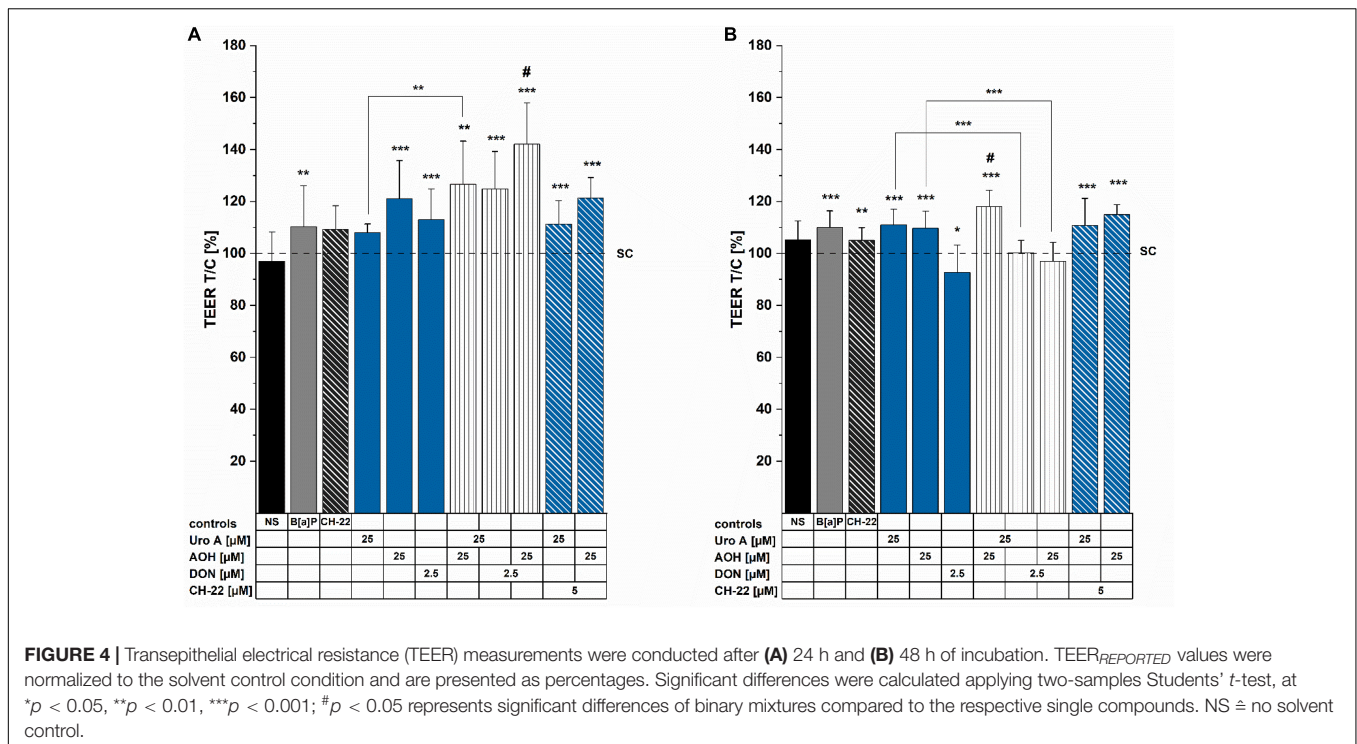 A
B
180
180
160
160
140
140
120
120
100
100
80
80
60
60
40
40
20
20
TEER T/C [%]
TEER T/C [%]
** *** *** ** ** *** # *** *** ***
*** ** *** *** * # *** *** *** *** ***
SC
SC
controls NS B[a]P CH-22
Uro A [µM] 25 25 25
AOH [µM] 25 25 25 25
DON [µM] 2.5 2.5
CH-22 [µM] 5
controls NS B[a]P CH-22
Uro A [µM] 25 25 25
AOH [µM] 25 25 25 25
DON [µM] 2.5 2.5
CH-22 [µM] 5
FIGURE 4 | Transepithelial electrical resistance (TEER) measurements were conducted after (A) 24 h and (B) 48 h of incubation. TEER_REPORTED values were
normalized to the solvent control condition and are presented as percentages. Significant differences were calculated applying two-samples Students' t-test, at
*p < 0.05, **p < 0.01, ***p < 0.001; #p < 0.05 represents significant differences of binary mixtures compared to the respective single compounds. NS ≙ no solvent
control.